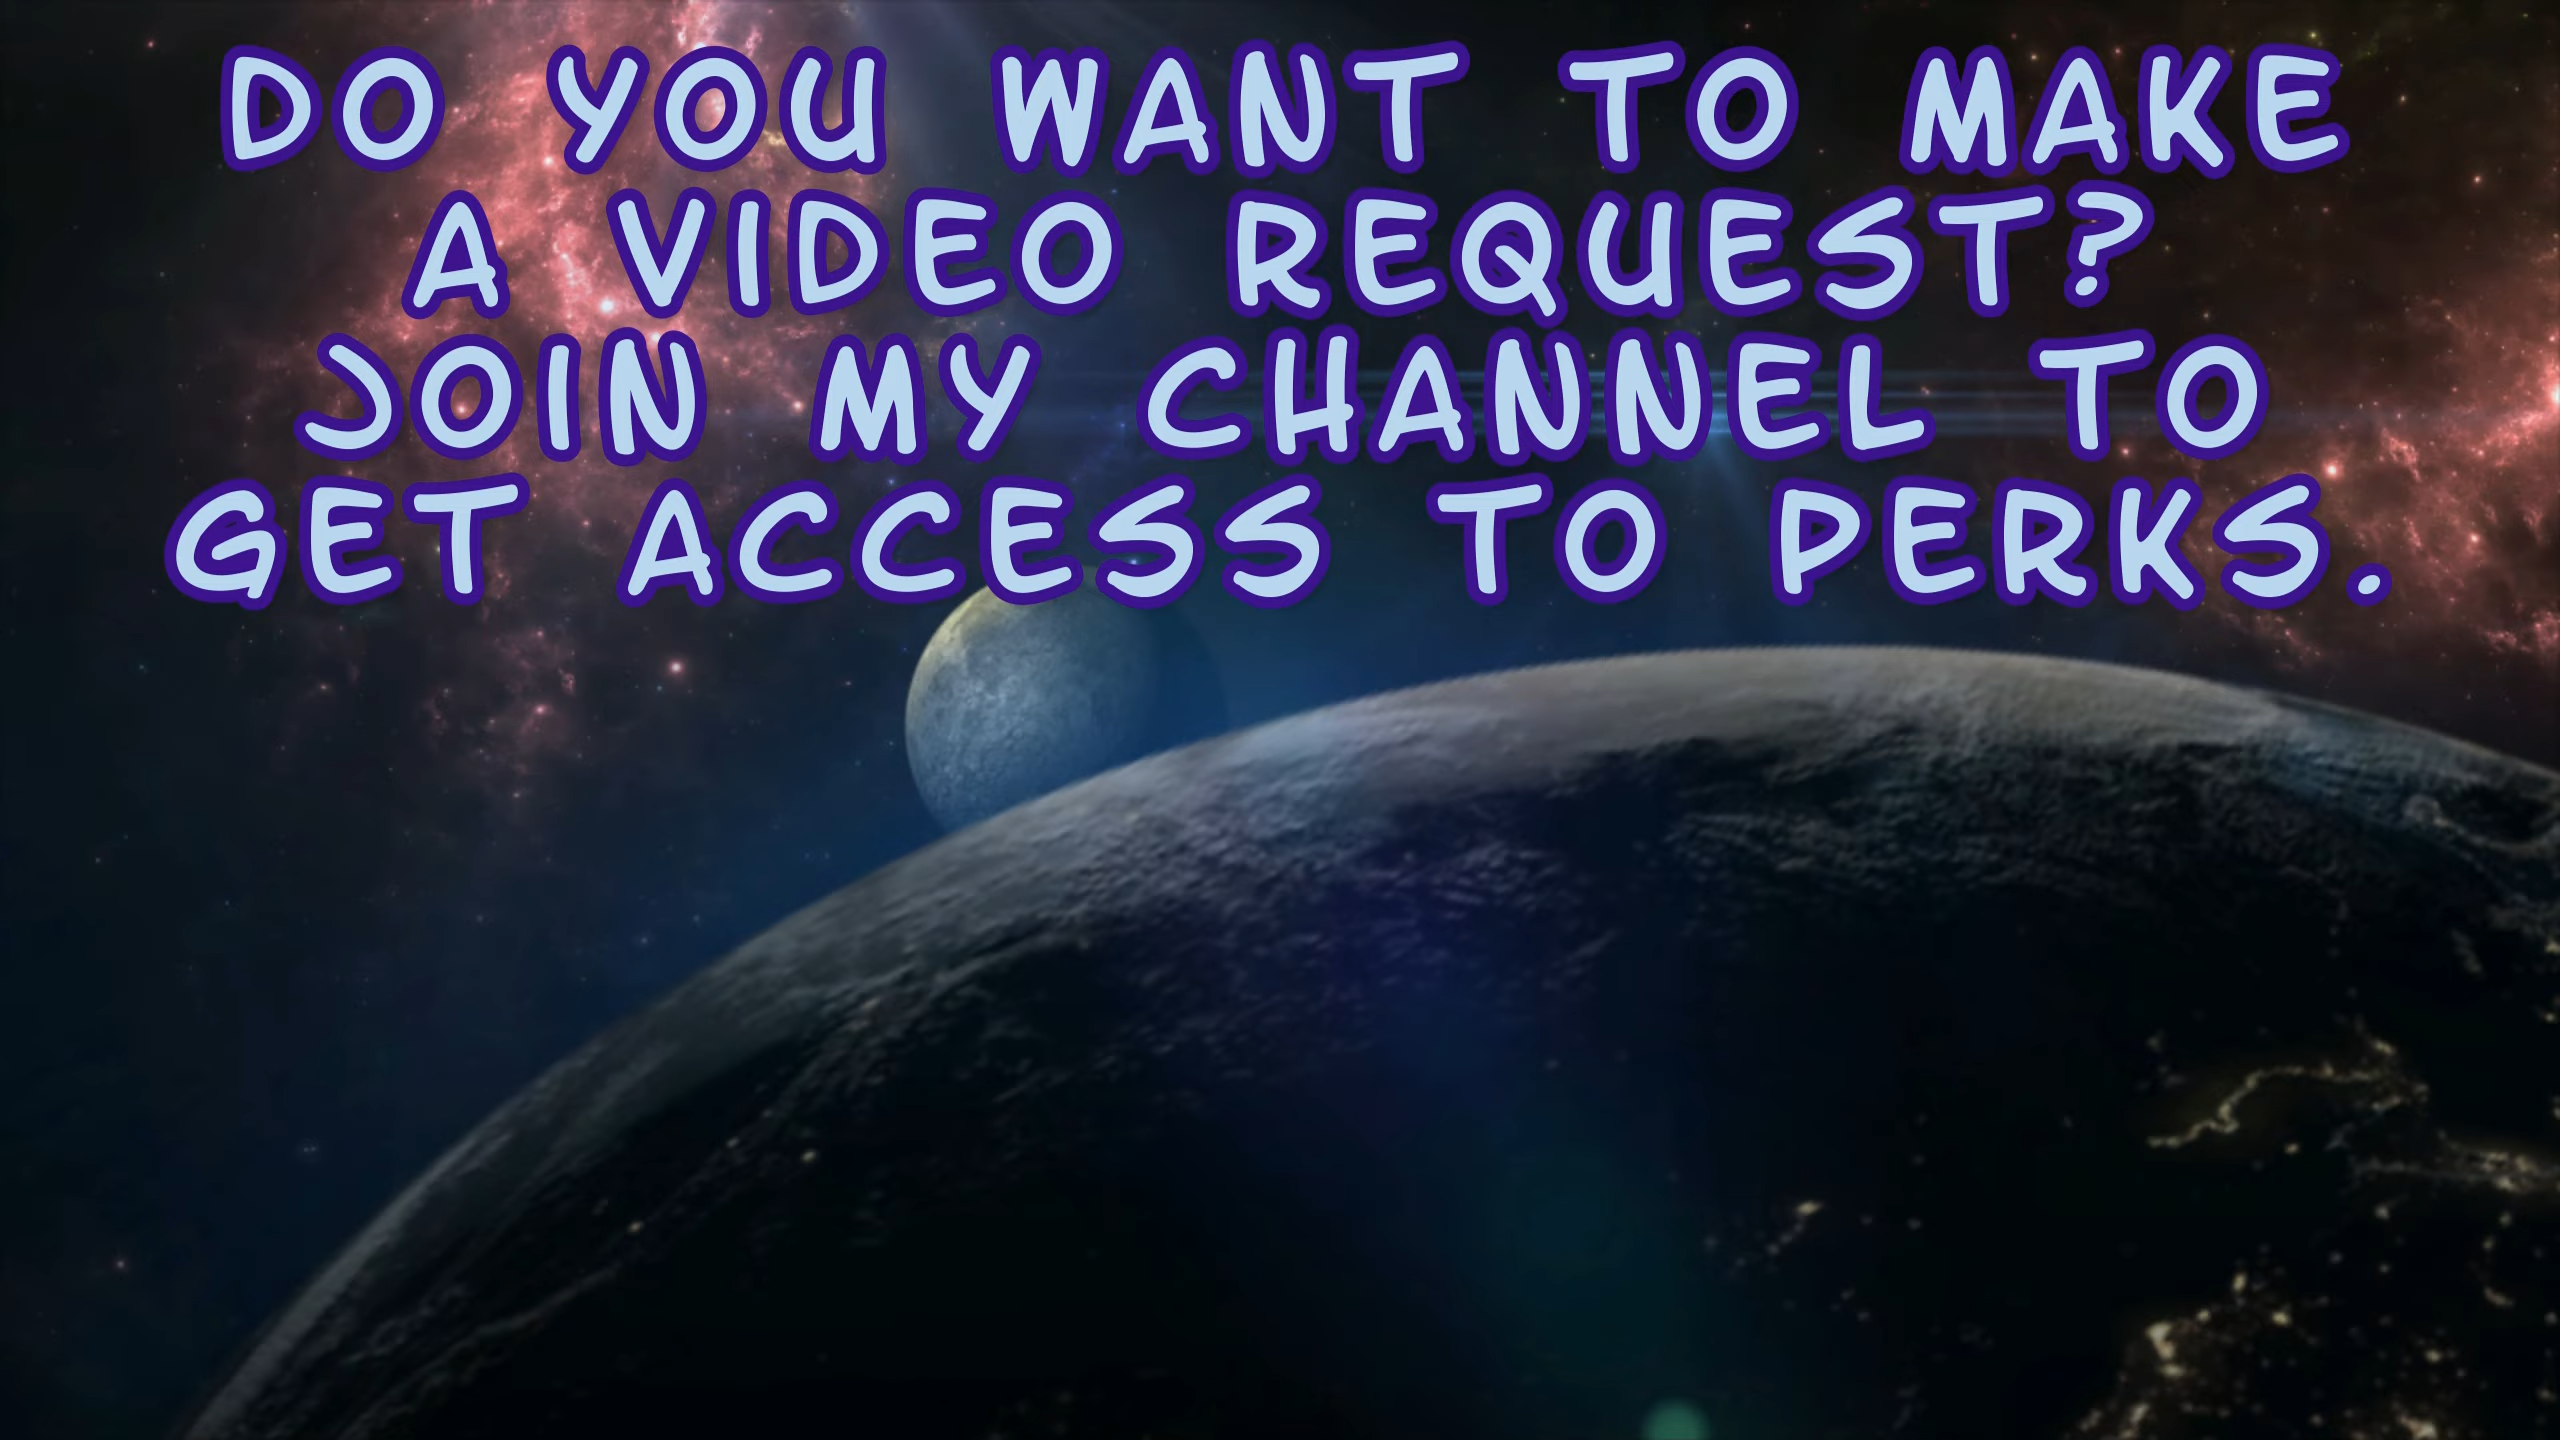 DO YOU WANT TO MAKE
A VIDEO REQUEST?
JOIN MY CHANNEL TO
GET ACCESS TO PERKS.